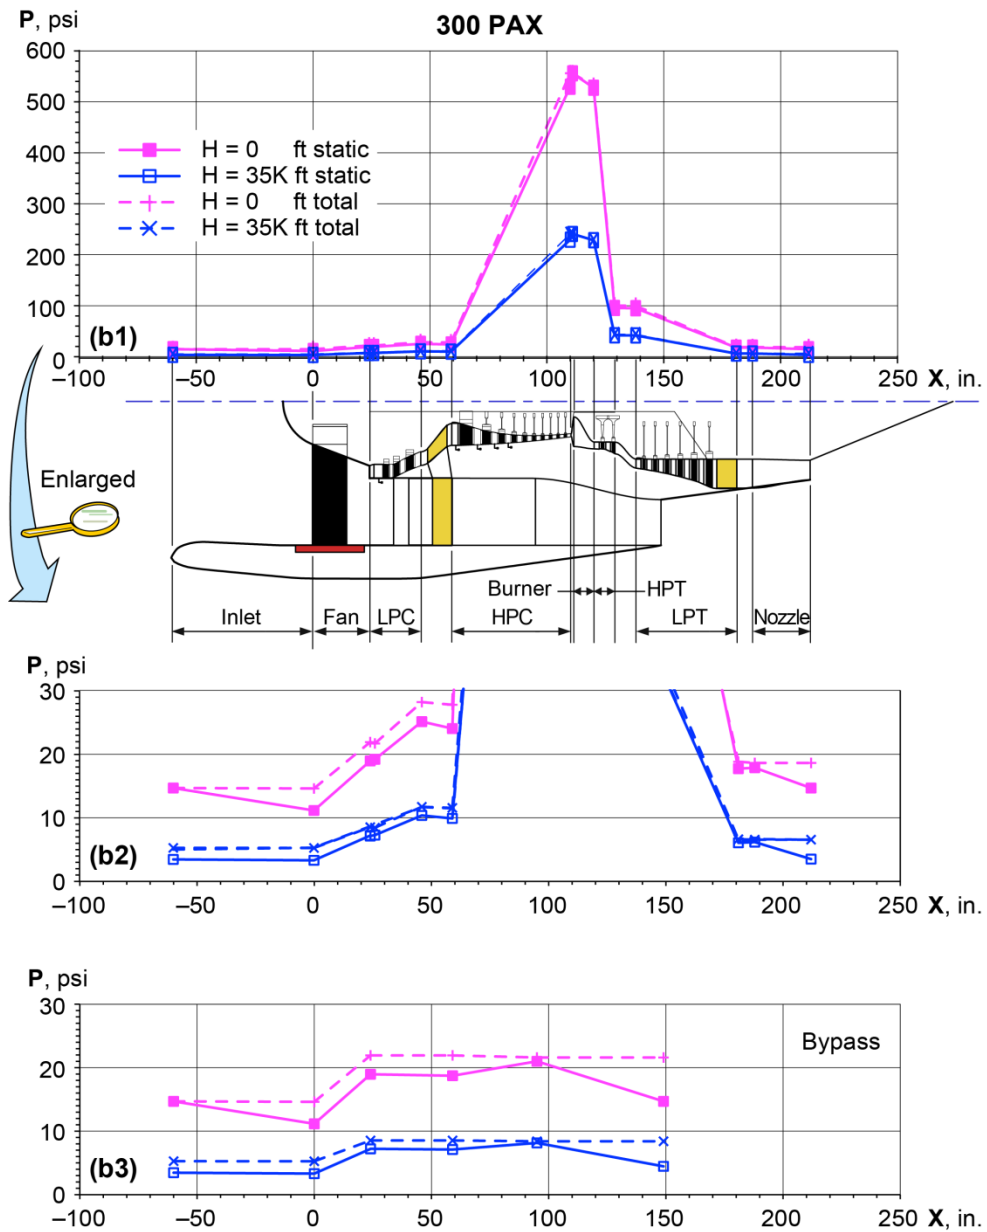 P, psi
300 PAX
600
500
400
300
200
100
0
H = 0 ft static
H = 35K ft static
H = 0 ft total
H = 35K ft total
(b1)
–100 –50 0 50 100 150 200 250 X, in.
Enlarged
Burner HPT
Inlet Fan LPC HPC LPT Nozzle
P, psi
30
20
10
0
(b2)
–100 –50 0 50 100 150 200 250 X, in.
P, psi
30
20
10
0
Bypass
(b3)
–100 –50 0 50 100 150 200 250 X, in.